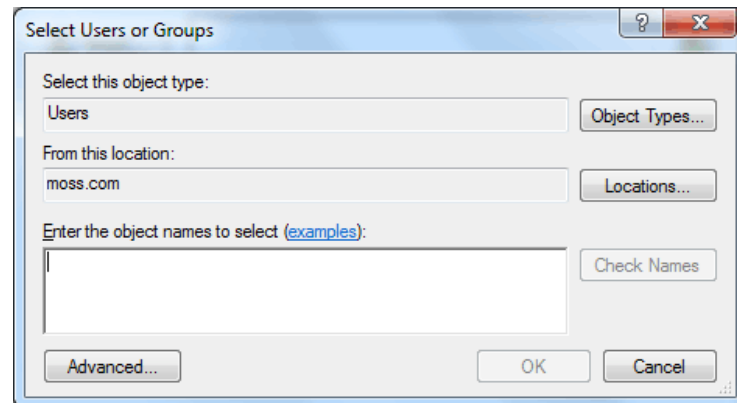 Select Users or Groups
Select this object type:
Users
Object Types...
From this location:
moss.com
Locations...
Enter the object names to select (examples):
Check Names
Advanced...
OK
Cancel